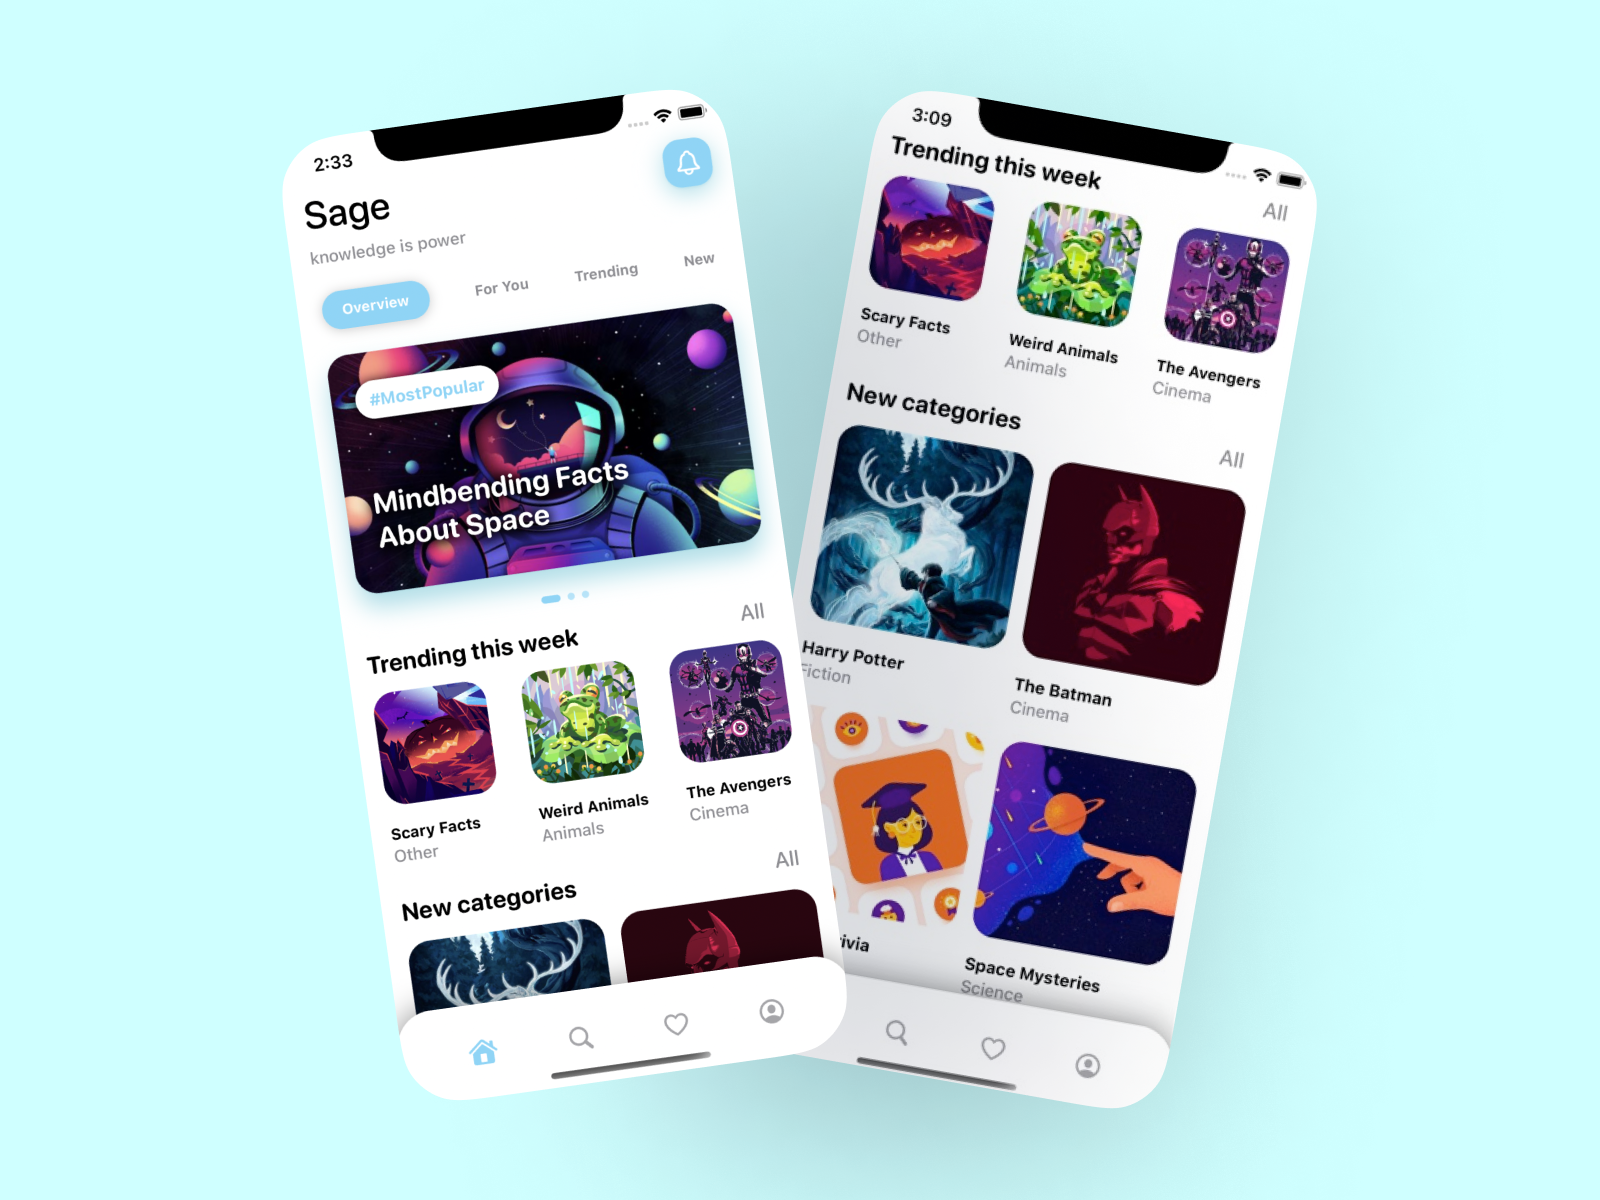 2:33
Sage
knowledge is power
Overview
For You
Trending
New
#MostPopular
Mindbending Facts
About Space
All
Trending this week
Scary Facts
Other
Weird Animals
Animals
The Avengers
Cinema
All
New categories
3:09
Trending this week
All
Scary Facts
Other
Weird Animals
Animals
The Avengers
Cinema
New categories
All
Harry Potter
Fiction
The Batman
Cinema
ivia
Space Mysteries
Science